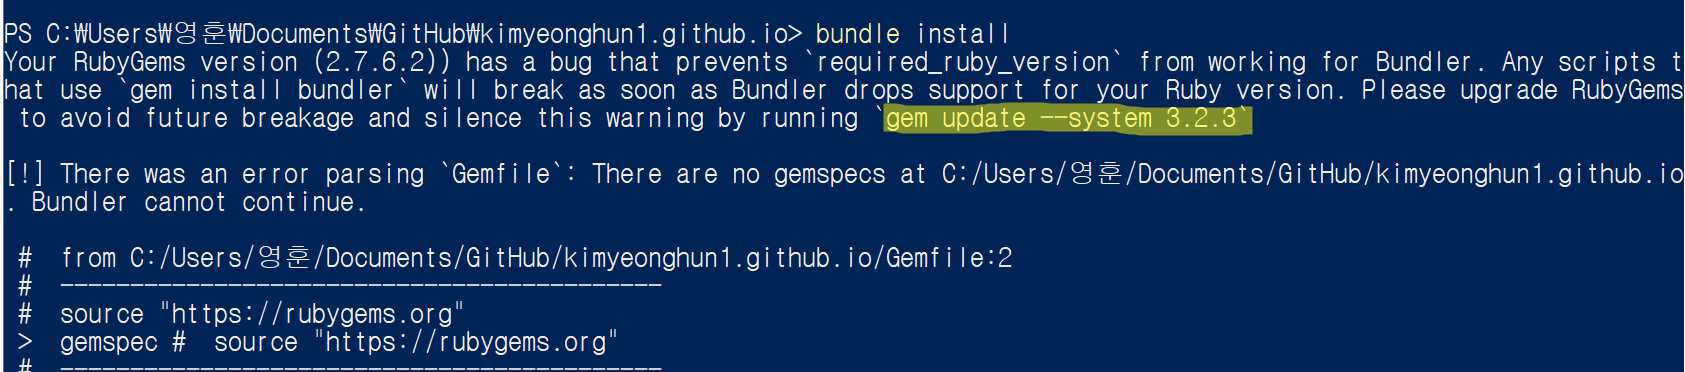 PS C:₩Users₩영훈₩Documents₩GitHub₩kimyeonghun1.github.io> bundle install
Your RubyGems version (2.7.6.2)) has a bug that prevents `required_ruby_version` from working for Bundler. Any scripts t
hat use `gem install bundler` will break as soon as Bundler drops support for your Ruby version. Please upgrade RubyGems
 to avoid future breakage and silence this warning by running `gem update --system 3.2.3`
[!] There was an error parsing `Gemfile`: There are no gemspecs at C:/Users/영훈/Documents/GitHub/kimyeonghun1.github.io
. Bundler cannot continue.
 #  from C:/Users/영훈/Documents/GitHub/kimyeonghun1.github.io/Gemfile:2
 #  -------------------------------------------
 #  source "https://rubygems.org"
 >  gemspec #  source "https://rubygems.org"
 #  -------------------------------------------